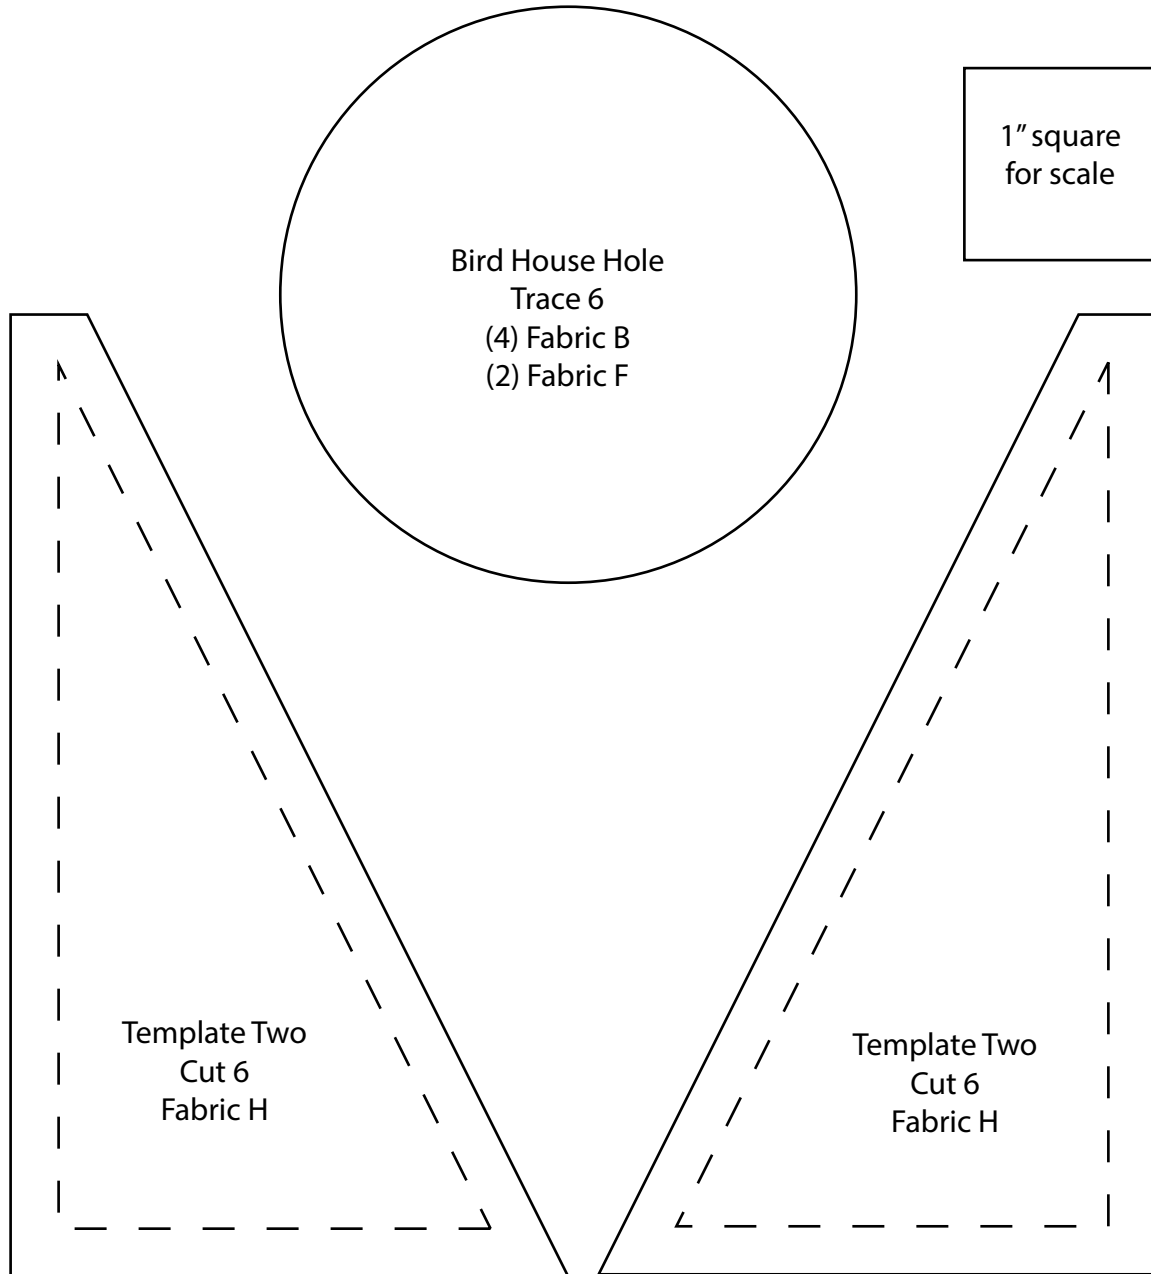 1” square
for scale
Bird House Hole
Trace 6
(4) Fabric B
(2) Fabric F
Template Two
Cut 6
Fabric H
Template Two
Cut 6
Fabric H